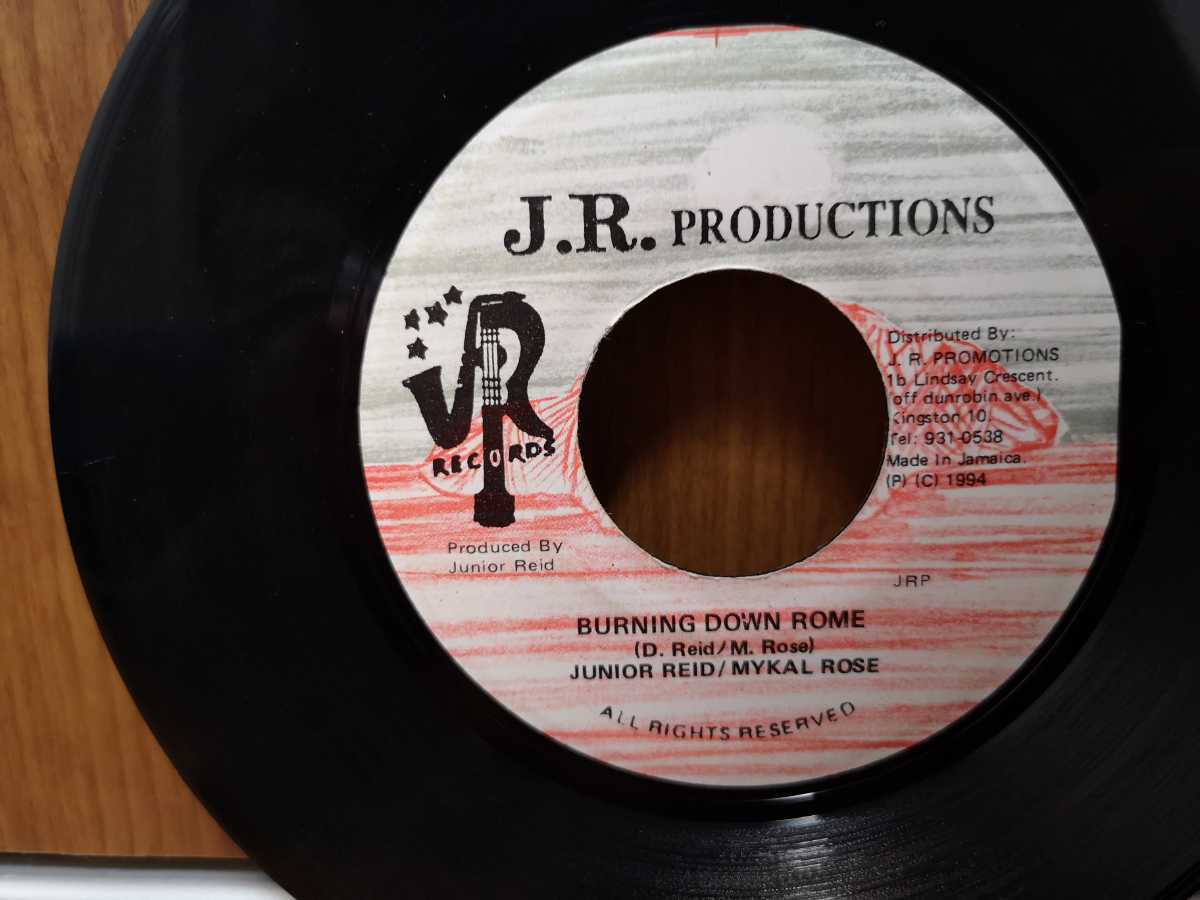 J.R. PRODUCTIONS
VR
RECORDS
Distributed By:
J. R. PROMOTIONS
1b Lindsay Crescent.
(off dunrobin ave.)
Kingston 10.
Tel: 931-0538
Made In Jamaica.
(P) (C) 1994
Produced By
Junior Reid
JRP
BURNING DOWN ROME
(D. Reid/M. Rose)
JUNIOR REID/MYKAL ROSE
ALL RIGHTS RESERVED